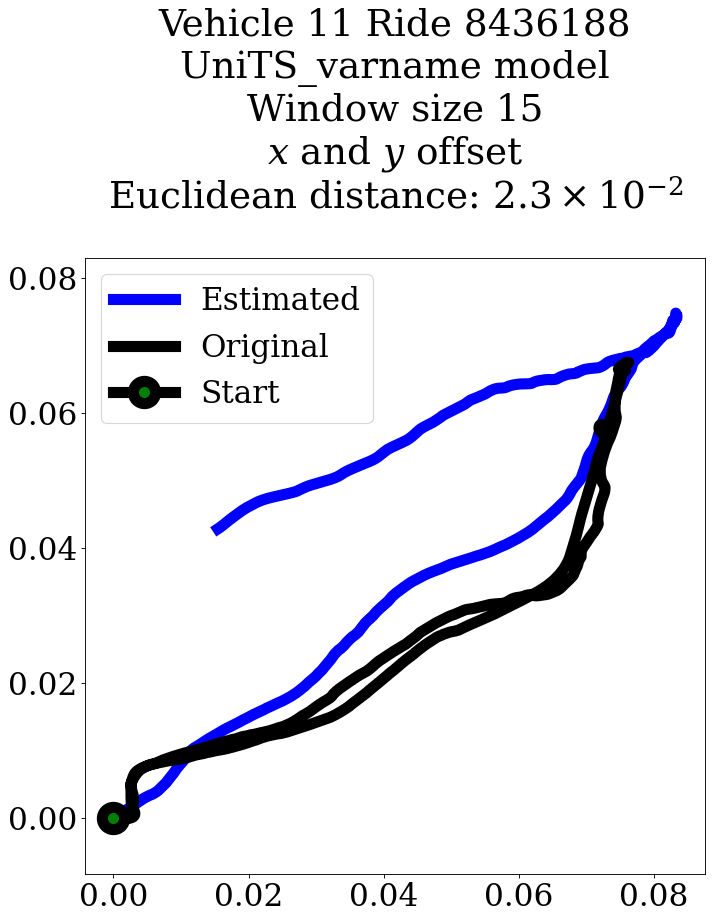 Vehicle 11 Ride 8436188
UniTS_varname model
Window size 15
x and y offset
Euclidean distance: 2.3 × 10⁻²
Estimated
Original
Start
0.08
0.06
0.04
0.02
0.00
0.00 0.02 0.04 0.06 0.08